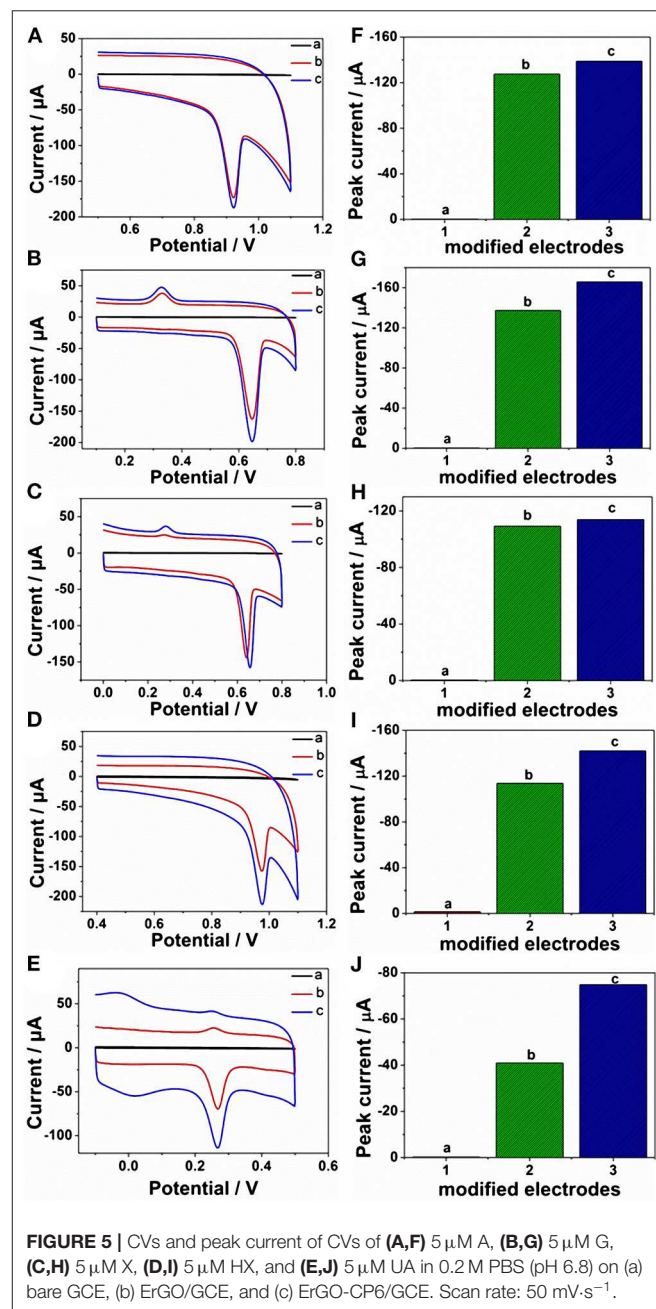 A
50
25
0
-50
-100
-150
-200
Current / µA
0.6
0.8
1.0
1.2
Potential / V
a
b
c
F
-160
-120
-80
-40
0
Peak current / µA
a
b
c
1
2
3
modified electrodes
B
50
0
-50
-100
-150
-200
Current / µA
0.2
0.4
0.6
0.8
Potential / V
a
b
c
G
-160
-120
-80
-40
0
Peak current / µA
a
b
c
1
2
3
modified electrodes
C
50
0
-50
-100
-150
Current / µA
0.0
0.2
0.4
0.6
0.8
1.0
Potential / V
a
b
c
H
-120
-80
-40
0
Peak current / µA
a
b
c
1
2
3
modified electrodes
D
50
0
-50
-100
-150
-200
Current / µA
0.4
0.6
0.8
1.0
1.2
Potential / V
a
b
c
I
-160
-120
-80
-40
0
Peak current / µA
a
b
c
1
2
3
modified electrodes
E
50
0
-50
-100
Current / µA
0.0
0.2
0.4
0.6
Potential / V
a
b
c
J
-80
-60
-40
-20
0
Peak current / µA
a
b
c
1
2
3
modified electrodes
FIGURE 5 | CVs and peak current of CVs of (A,F) 5 µM A, (B,G) 5 µM G,
(C,H) 5 µM X, (D,I) 5 µM HX, and (E,J) 5 µM UA in 0.2 M PBS (pH 6.8) on (a)
bare GCE, (b) ErGO/GCE, and (c) ErGO-CP6/GCE. Scan rate: 50 mV·s⁻¹.